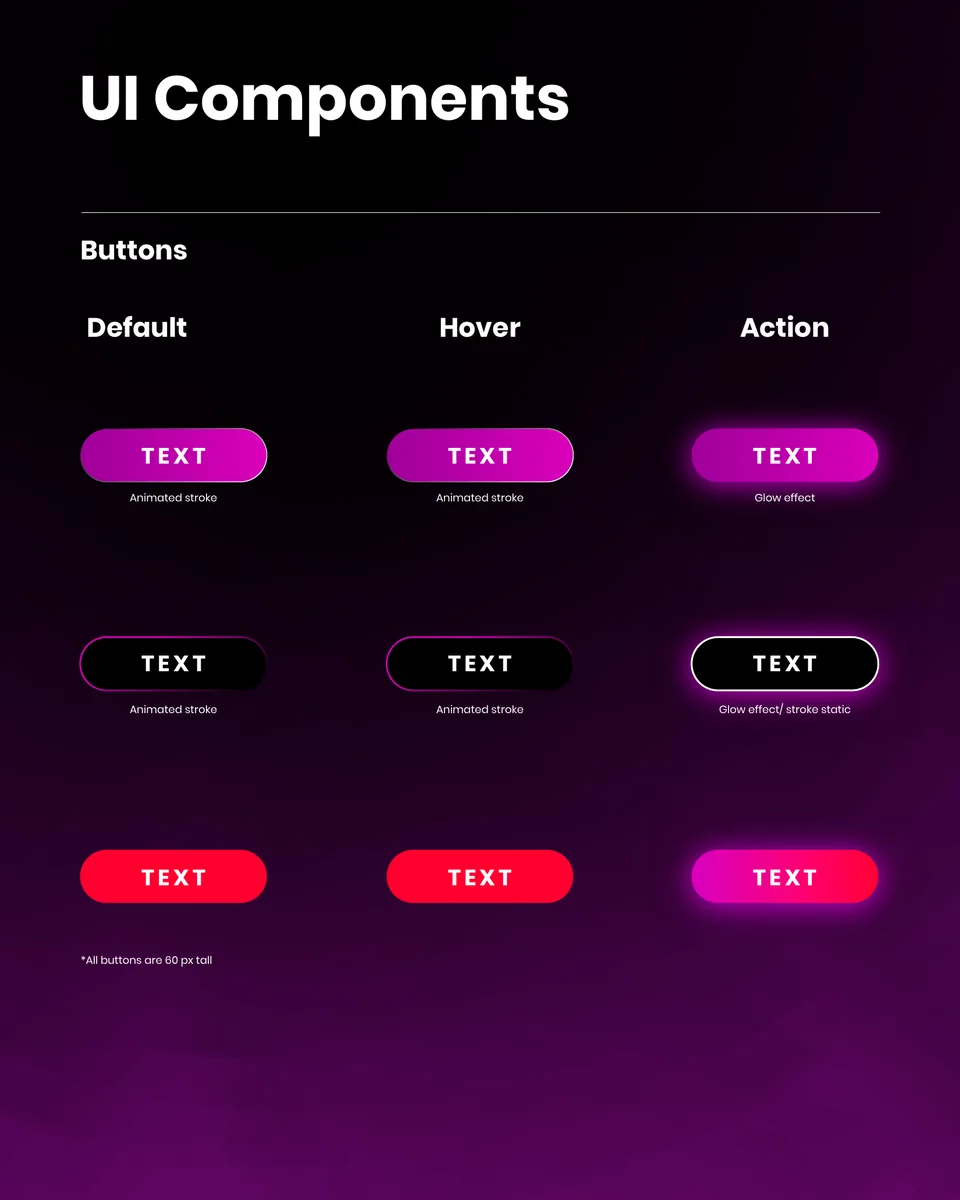 UI Components
Buttons
Default
Hover
Action
TEXT
TEXT
TEXT
Animated stroke
Animated stroke
Glow effect
TEXT
TEXT
TEXT
Animated stroke
Animated stroke
Glow effect/ stroke static
TEXT
TEXT
TEXT
*All buttons are 60 px tall